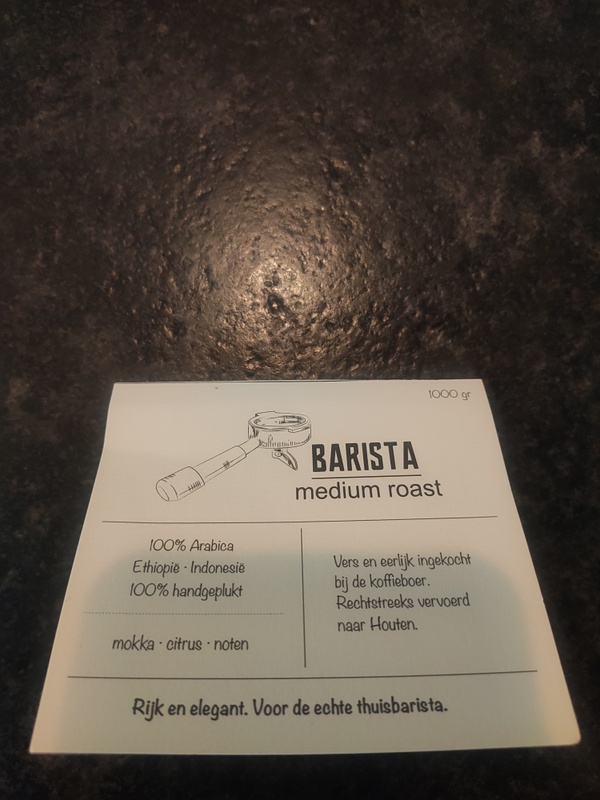 1000 gr
BARISTA
medium roast
100% Arabica
Ethiopië · Indonesië
100% handgeplukt
mokka · citrus · noten
Vers en eerlijk ingekocht
bij de koffieboer.
Rechtstreeks vervoerd
naar Houten.
Rijk en elegant. Voor de echte thuisbarista.